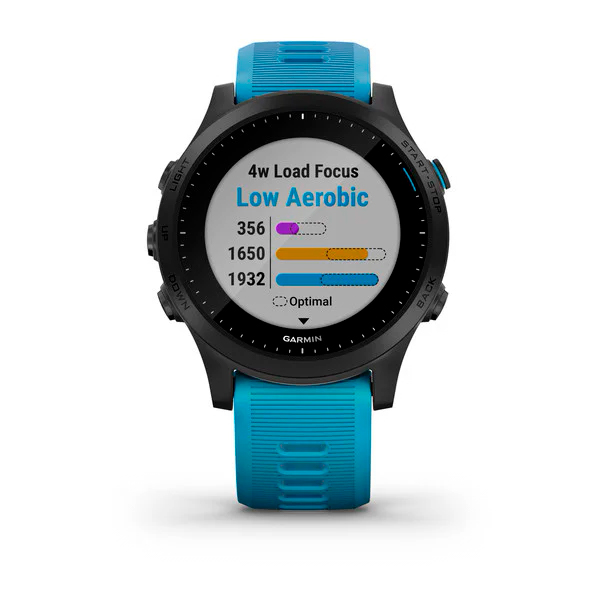 LIGHT
START·STOP
4w Load Focus
Low Aerobic
356
UP
1650
1932
DOWN
BACK
Optimal
GARMIN